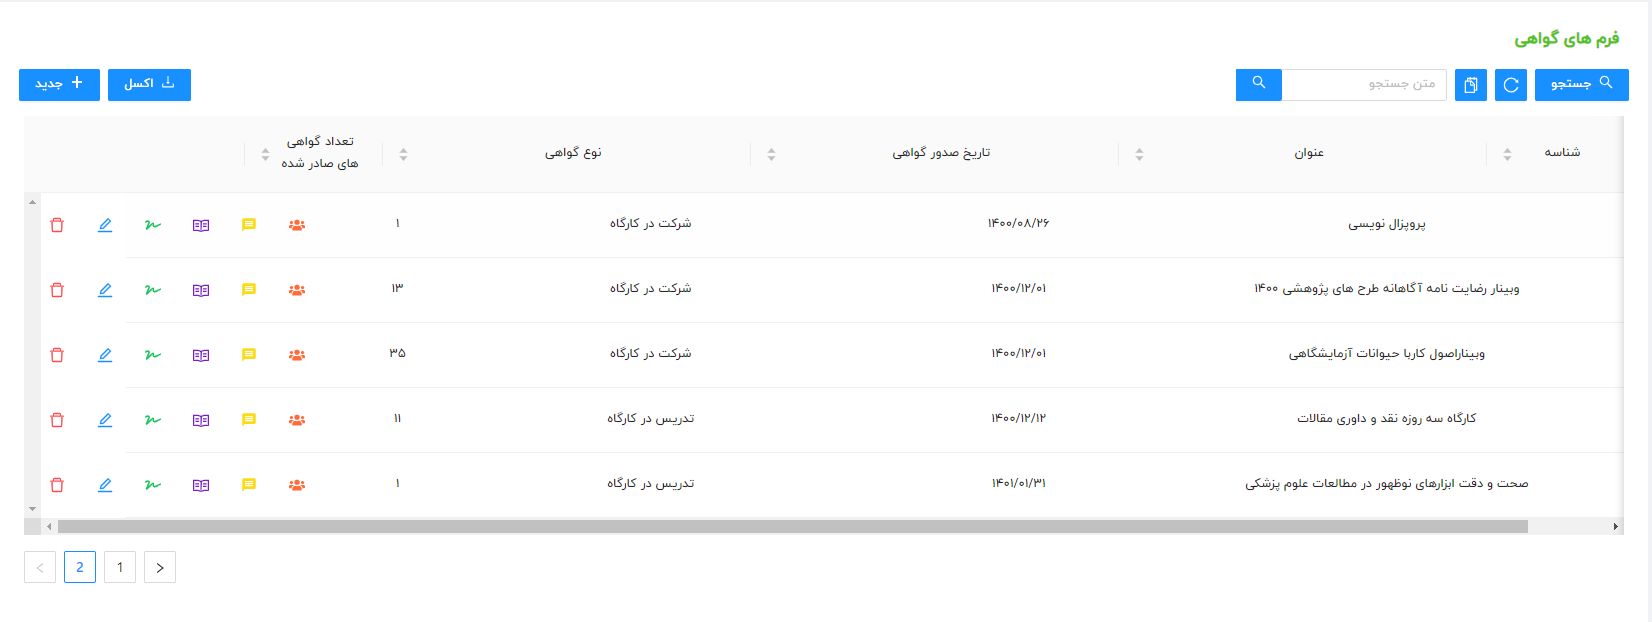 فرم های گواهی
جستجو
متن جستجو
اکسل
جدید
شناسه
عنوان
تاریخ صدور گواهی
نوع گواهی
تعداد گواهی
های صادر شده
پروپزال نویسی
۱۴۰۰/۰۸/۲۶
شرکت در کارگاه
۱
وبینار رضایت نامه آگاهانه طرح های پژوهشی ۱۴۰۰
۱۴۰۰/۱۲/۰۱
شرکت در کارگاه
۱۳
وبیناراصول کاربا حیوانات آزمایشگاهی
۱۴۰۰/۱۲/۰۱
شرکت در کارگاه
۳۵
کارگاه سه روزه نقد و داوری مقالات
۱۴۰۰/۱۲/۱۲
تدریس در کارگاه
۱۱
صحت و دقت ابزارهای نوظهور در مطالعات علوم پزشکی
۱۴۰۱/۰۱/۳۱
تدریس در کارگاه
۱
1
2